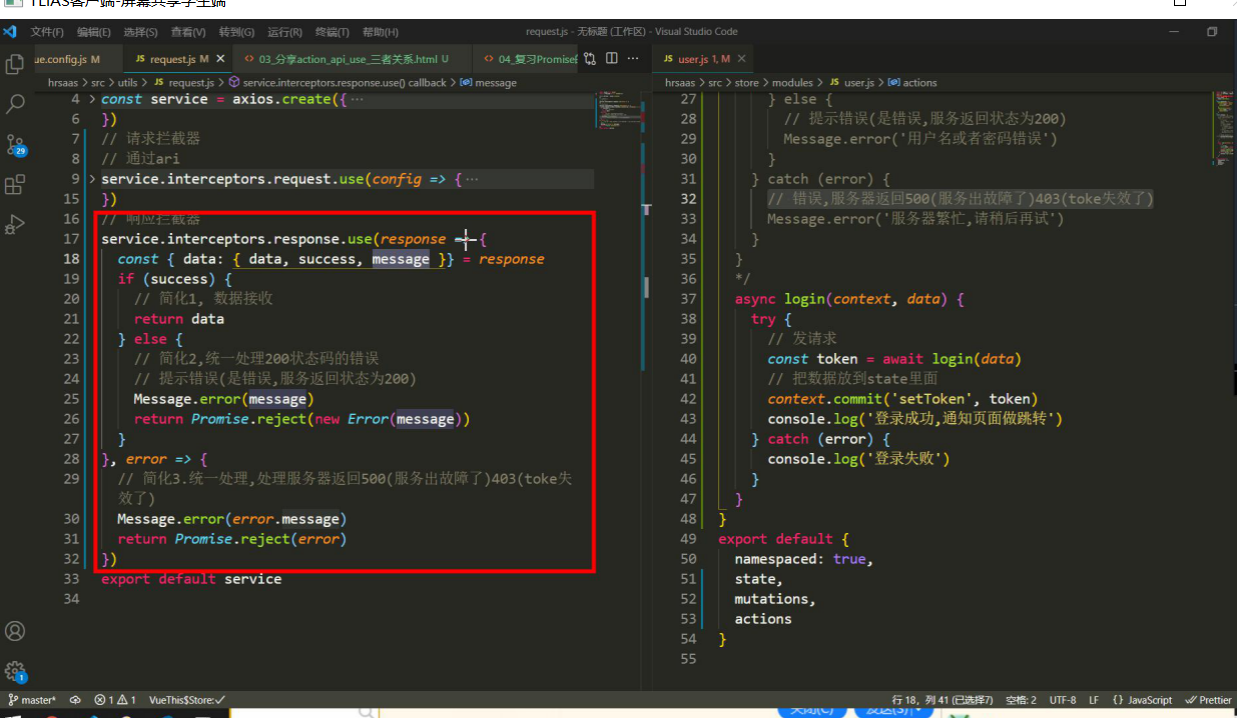 TLIAS客户端-屏幕共享学生端
文件(F) 编辑(E) 选择(S) 查看(V) 转到(G) 运行(R) 终端(T) 帮助(H) request.js - 无标题 (工作区) - Visual Studio Code
ue.config.js M JS request.js M × <> 03_分享action_api_use_三者关系.html U <> 04_复习Promise
hrsaas > src > utils > JS request.js > service.interceptors.response.use() callback > message
4 > const service = axios.create({ ···
6 })
7 // 请求拦截器
8 // 通过ari
9 > service.interceptors.request.use(config => { ···
15 })
16 // 响应拦截器
17 service.interceptors.response.use(response => {
18 const { data: { data, success, message }} = response
19 if (success) {
20 // 简化1, 数据接收
21 return data
22 } else {
23 // 简化2,统一处理200状态码的错误
24 // 提示错误(是错误,服务返回状态为200)
25 Message.error(message)
26 return Promise.reject(new Error(message))
27 }
28 }, error => {
29 // 简化3.统一处理,处理服务器返回500(服务出故障了)403(toke失
效了)
30 Message.error(error.message)
31 return Promise.reject(error)
32 })
33 export default service
34
JS user.js 1, M ×
hrsaas > src > store > modules > JS user.js > actions
27 } else {
28 // 提示错误(是错误,服务返回状态为200)
29 Message.error('用户名或者密码错误')
30 }
31 } catch (error) {
32 // 错误,服务器返回500(服务出故障了)403(toke失效了)
33 Message.error('服务器繁忙,请稍后再试')
34 }
35 }
36 */
37 async login(context, data) {
38 try {
39 // 发请求
40 const token = await login(data)
41 // 把数据放到state里面
42 context.commit('setToken', token)
43 console.log('登录成功,通知页面做跳转')
44 } catch (error) {
45 console.log('登录失败')
46 }
47 }
48 }
49 export default {
50 namespaced: true,
51 state,
52 mutations,
53 actions
54 }
55
29
1
master* 1 1 VueThis$Store:✓ 行 18, 列 41 (已选择7) 空格: 2 UTF-8 LF {} JavaScript Prettier
关闭(C) 发送(S)